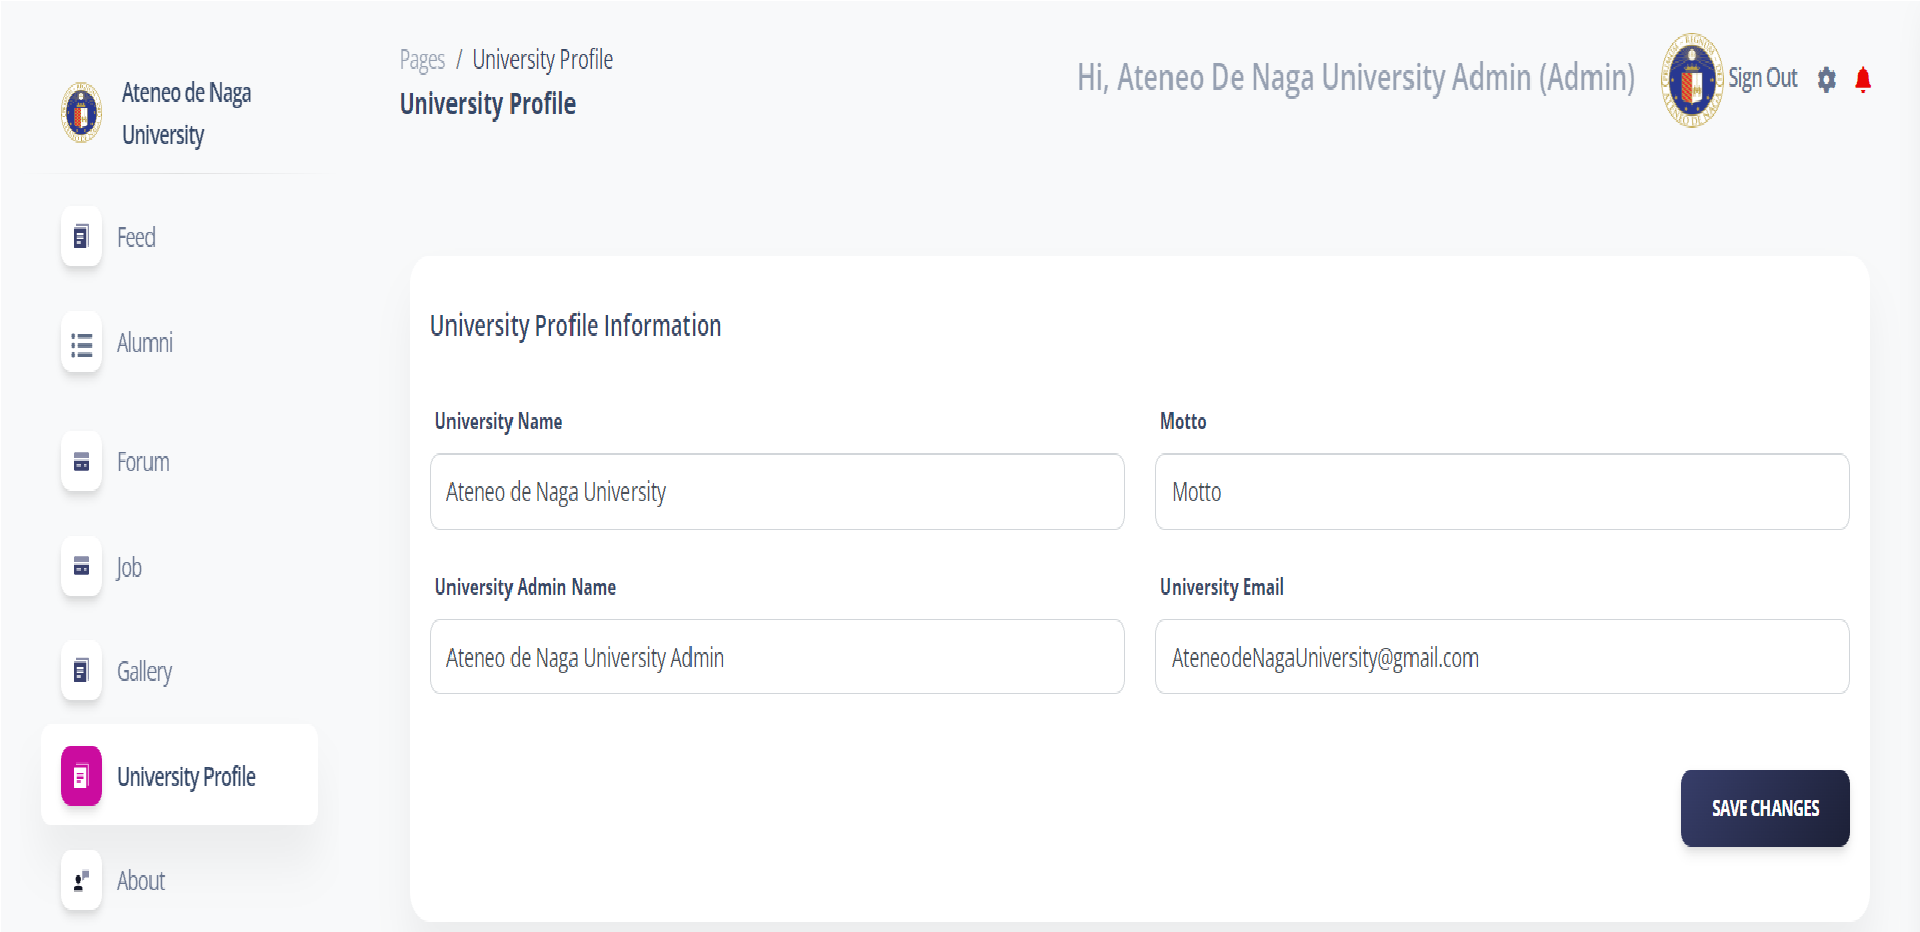 Ateneo de Naga
University
Feed
Alumni
Forum
Job
Gallery
University Profile
About
Pages / University Profile
University Profile
Hi, Ateneo De Naga University Admin (Admin)
Sign Out
University Profile Information
University Name
Motto
Ateneo de Naga University
Motto
University Admin Name
University Email
Ateneo de Naga University Admin
AteneodeNagaUniversity@gmail.com
SAVE CHANGES